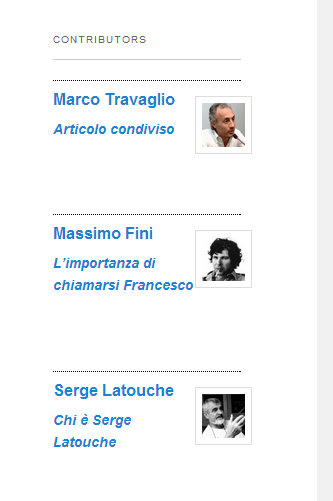 CONTRIBUTORS
Marco Travaglio
Articolo condiviso
Massimo Fini
L'importanza di
chiamarsi Francesco
Serge Latouche
Chi è Serge
Latouche